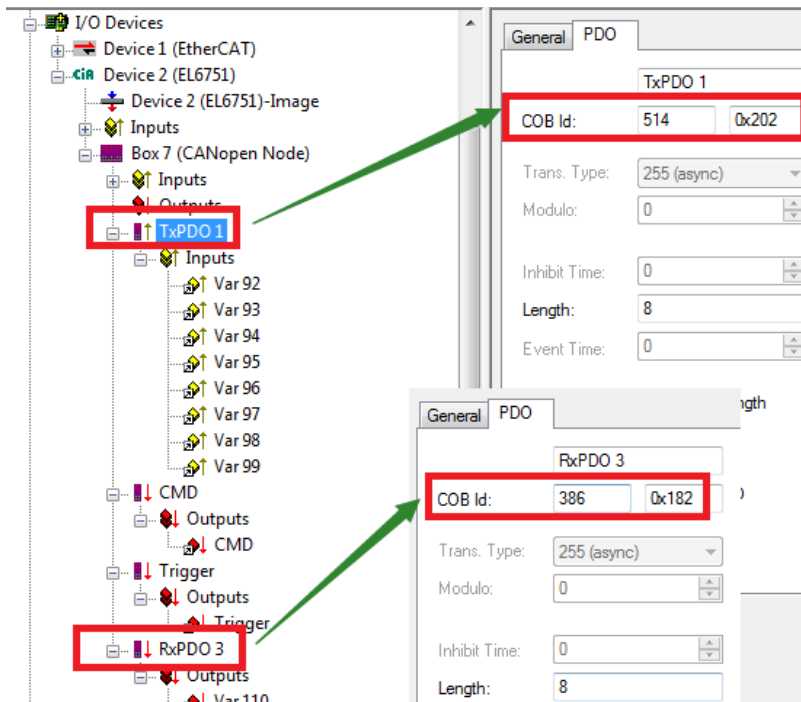 I/O Devices
Device 1 (EtherCAT)
CiA Device 2 (EL6751)
Device 2 (EL6751)-Image
Inputs
Box 7 (CANopen Node)
Inputs
Outputs
TxPDO 1
Inputs
Var 92
Var 93
Var 94
Var 95
Var 96
Var 97
Var 98
Var 99
CMD
Outputs
CMD
Trigger
Outputs
Trigger
RxPDO 3
Outputs
Var 110
General PDO
TxPDO 1
COB Id: 514 0x202
Trans. Type: 255 (async)
Modulo: 0
Inhibit Time: 0
Length: 8
Event Time: 0
ngth
General PDO
RxPDO 3
COB Id: 386 0x182
Trans. Type: 255 (async)
Modulo: 0
Inhibit Time: 0
Length: 8